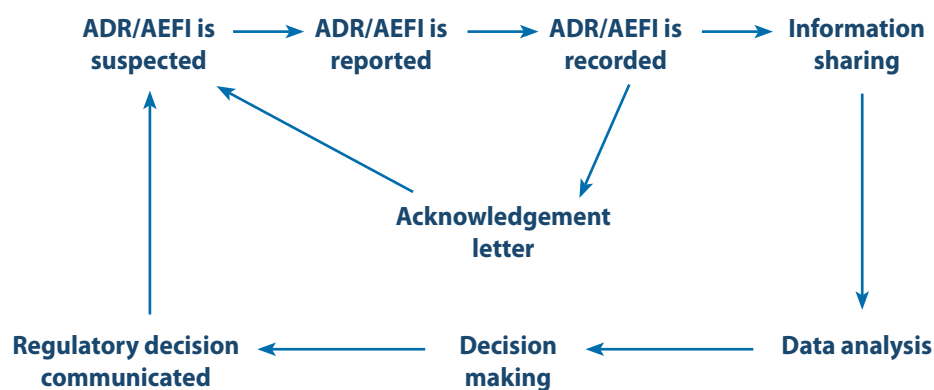 ADR/AEFI is
suspected
ADR/AEFI is
reported
ADR/AEFI is
recorded
Information
sharing
Acknowledgement
letter
Regulatory decision
communicated
Decision
making
Data analysis